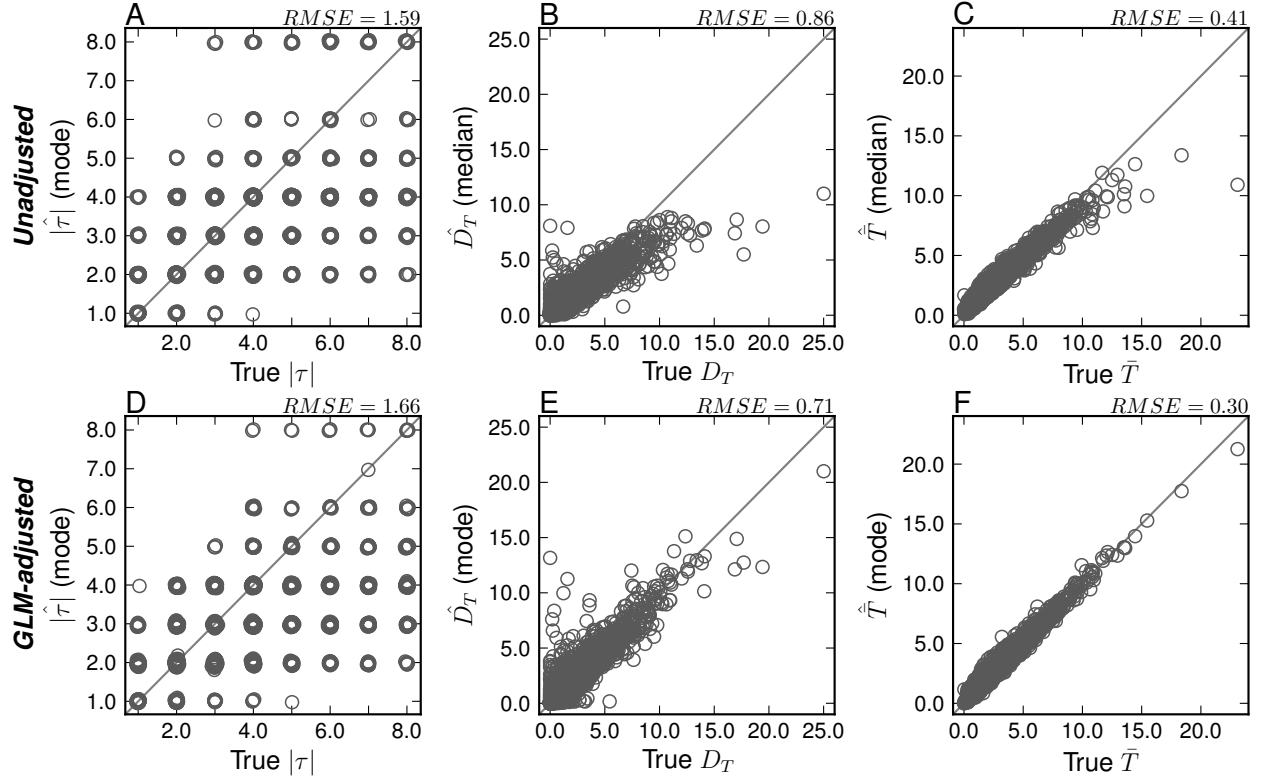 A
RMSE = 1.59
8.0
7.0
6.0
5.0
4.0
3.0
2.0
1.0
2.0 4.0 6.0 8.0
True |τ|
|τ̂| (mode)
Unadjusted
B
RMSE = 0.86
25.0
20.0
15.0
10.0
5.0
0.0
0.0 5.0 10.0 15.0 20.0 25.0
True D_T
D̂_T (median)
C
RMSE = 0.41
20.0
15.0
10.0
5.0
0.0
0.0 5.0 10.0 15.0 20.0
True T̄
T̄̂ (median)
D
RMSE = 1.66
8.0
7.0
6.0
5.0
4.0
3.0
2.0
1.0
2.0 4.0 6.0 8.0
True |τ|
|τ̂| (mode)
GLM-adjusted
E
RMSE = 0.71
25.0
20.0
15.0
10.0
5.0
0.0
0.0 5.0 10.0 15.0 20.0 25.0
True D_T
D̂_T (mode)
F
RMSE = 0.30
20.0
15.0
10.0
5.0
0.0
0.0 5.0 10.0 15.0 20.0
True T̄
T̄̂ (mode)